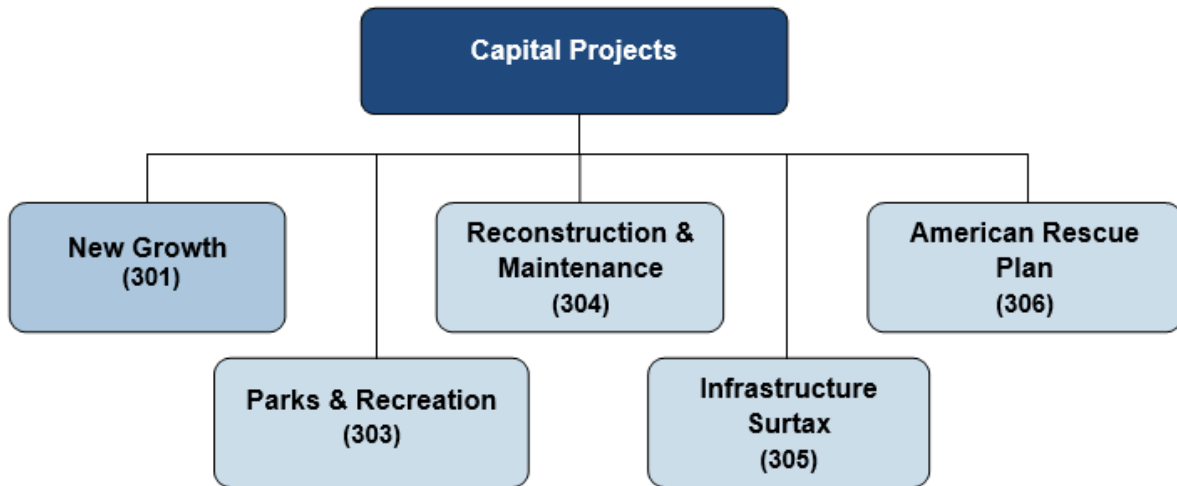 Capital Projects
New Growth
(301)
Reconstruction &
Maintenance
(304)
American Rescue
Plan
(306)
Parks & Recreation
(303)
Infrastructure
Surtax
(305)